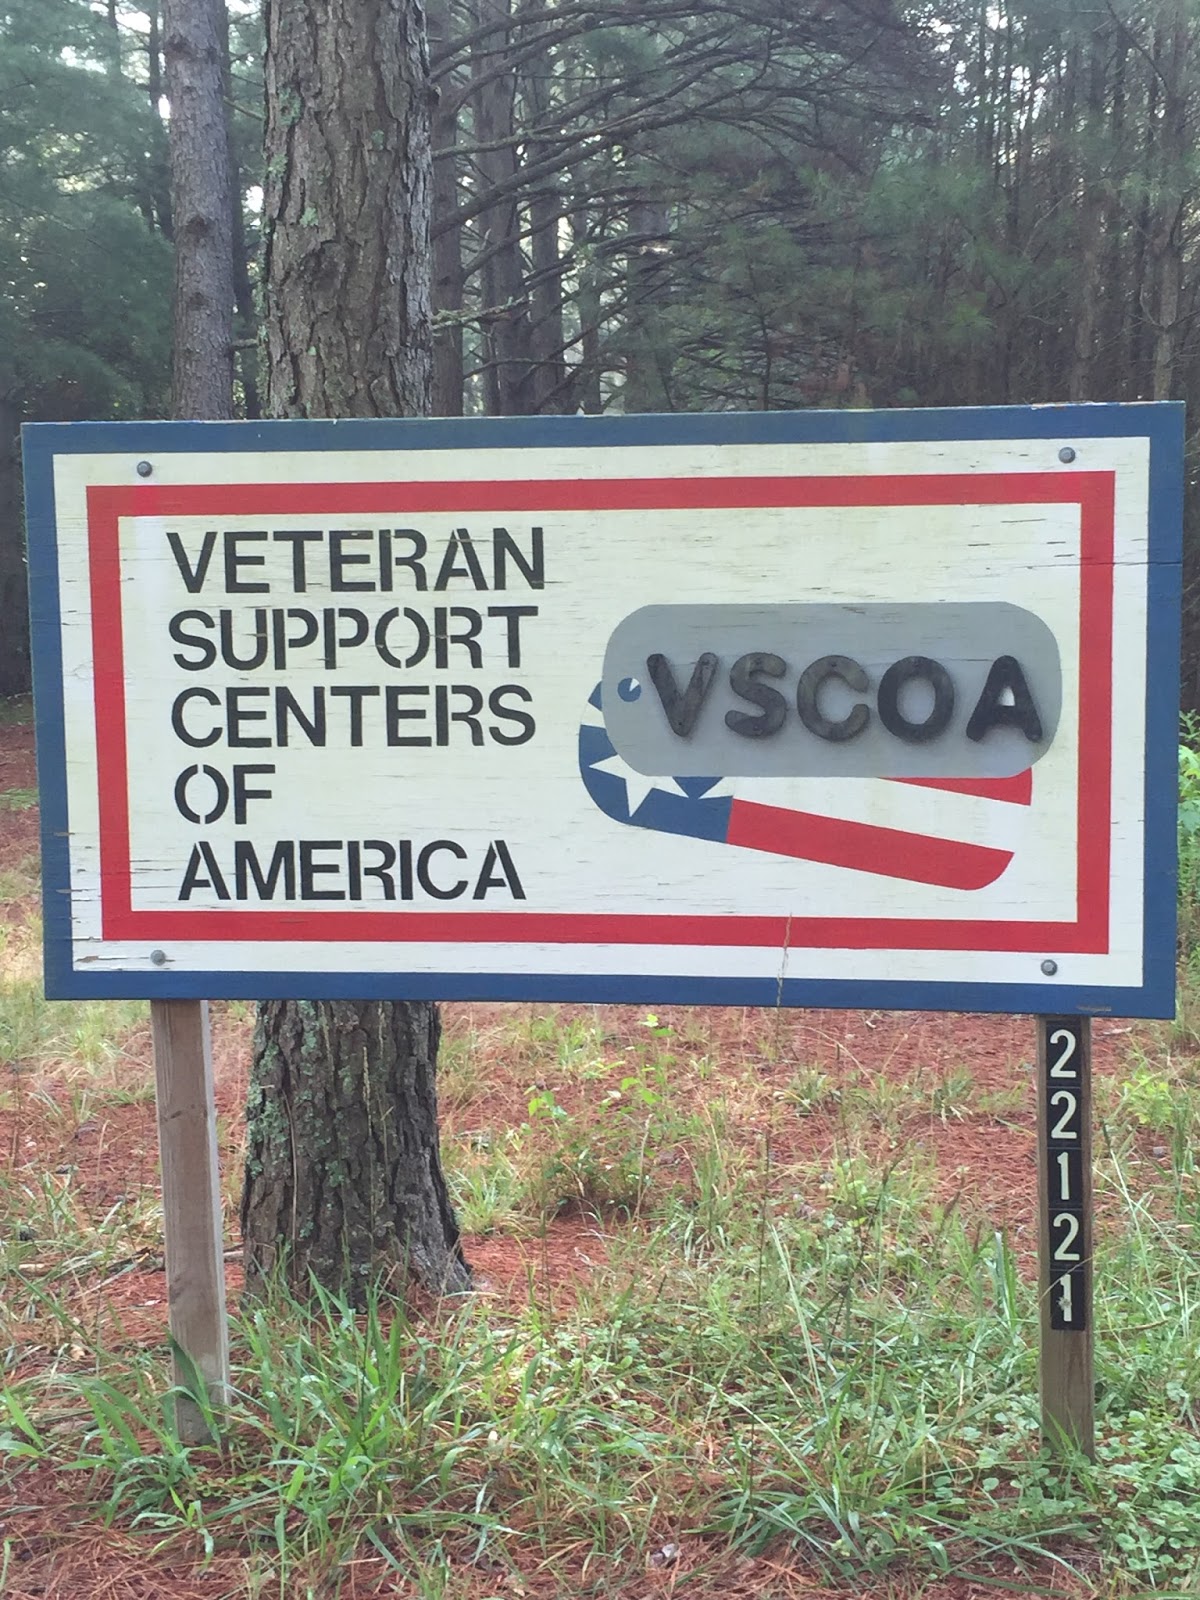 VETERAN
SUPPORT
CENTERS
OF
AMERICA
VSCOA
22121